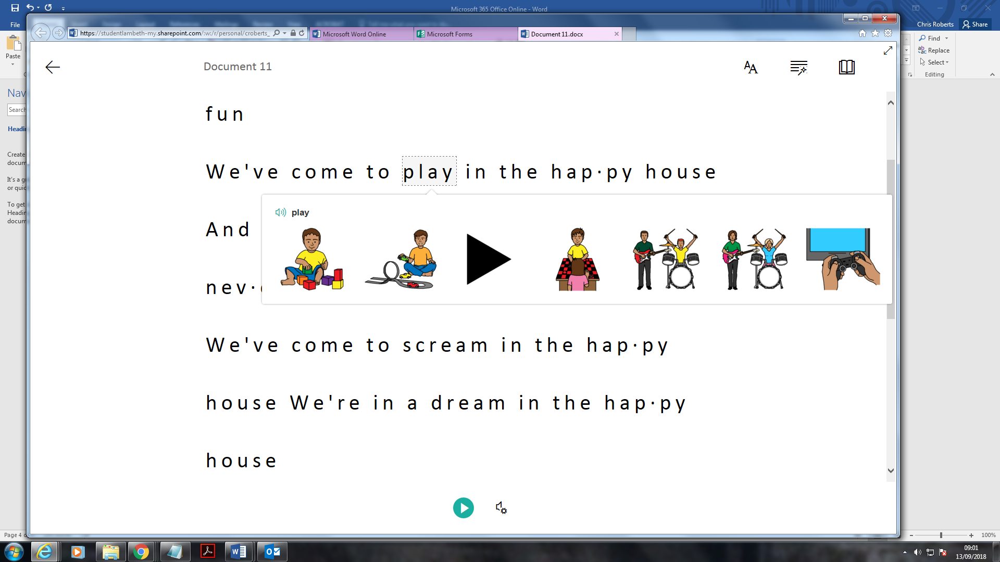 Microsoft 365 Office Online - Word
File
Chris Roberts
Share
https://studentlambeth-my.sharepoint.com/:w:/r/personal/croberts_
Microsoft Word Online
Microsoft Forms
Document 11.docx
Paste
Find
Replace
Select
Editing
Document 11
Nav
Search
Headin
Create
docum
It's a g
or quic
To get
Headin
docum
fun
We've come to play in the hap·py house
play
And
nev·
We've come to scream in the hap·py
house We're in a dream in the hap·py
house
Page 4 o
100%
09:01
13/09/2018